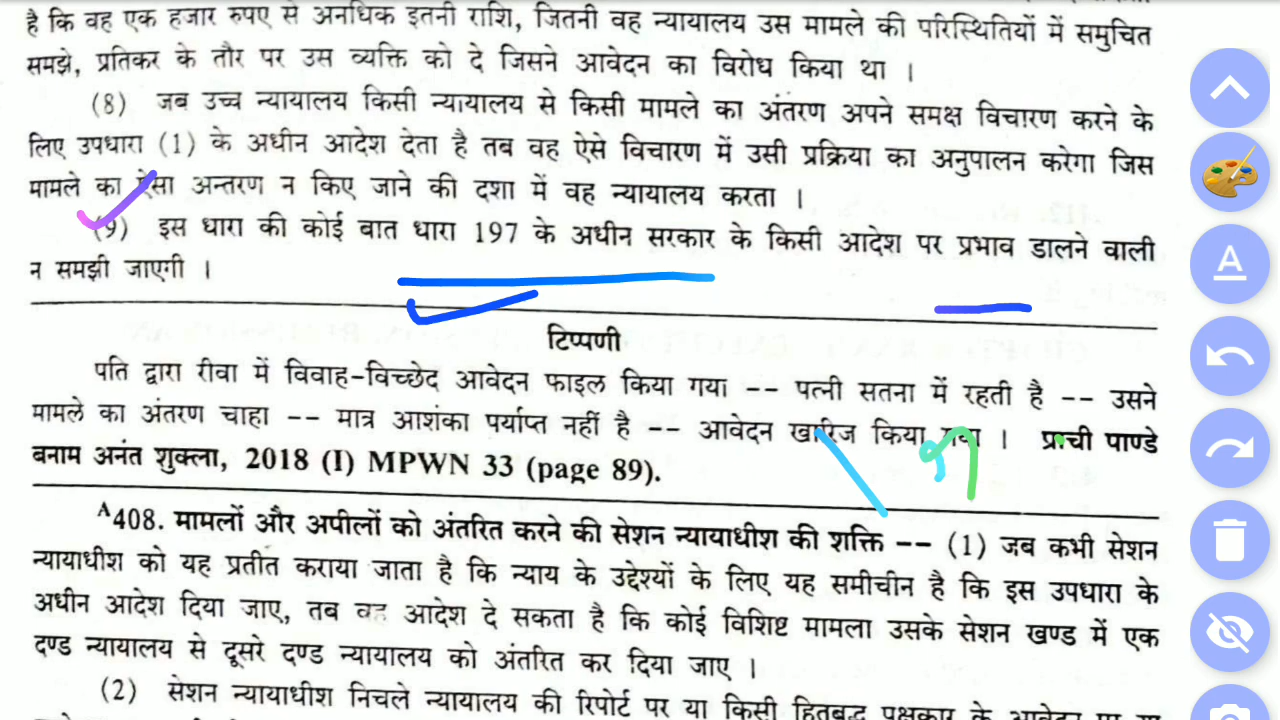 है कि वह एक हजार रुपए से अनधिक इतनी राशि, जितनी वह न्यायालय उस मामले की परिस्थितियों में समुचित
समझे, प्रतिकर के तौर पर उस व्यक्ति को दे जिसने आवेदन का विरोध किया था ।
(8) जब उच्च न्यायालय किसी न्यायालय से किसी मामले का अंतरण अपने समक्ष विचारण करने के
लिए उपधारा (1) के अधीन आदेश देता है तब वह ऐसे विचारण में उसी प्रक्रिया का अनुपालन करेगा जिस
मामले का ऐसा अन्तरण न किए जाने की दशा में वह न्यायालय करता ।
(9) इस धारा की कोई बात धारा 197 के अधीन सरकार के किसी आदेश पर प्रभाव डालने वाली
न समझी जाएगी ।
टिप्पणी
पति द्वारा रीवा में विवाह-विच्छेद आवेदन फाइल किया गया -- पत्नी सतना में रहती है -- उसने
मामले का अंतरण चाहा -- मात्र आशंका पर्याप्त नहीं है -- आवेदन खारिज किया गया । प्राची पाण्डे
बनाम अनंत शुक्ला, 2018 (I) MPWN 33 (page 89).
A408. मामलों और अपीलों को अंतरित करने की सेशन न्यायाधीश की शक्ति -- (1) जब कभी सेशन
न्यायाधीश को यह प्रतीत कराया जाता है कि न्याय के उद्देश्यों के लिए यह समीचीन है कि इस उपधारा के
अधीन आदेश दिया जाए, तब वह आदेश दे सकता है कि कोई विशिष्ट मामला उसके सेशन खण्ड में एक
दण्ड न्यायालय से दूसरे दण्ड न्यायालय को अंतरित कर दिया जाए ।
(2) सेशन न्यायाधीश निचले न्यायालय की रिपोर्ट पर या किसी हितबद्ध पक्षकार के आवेदन पर या
A